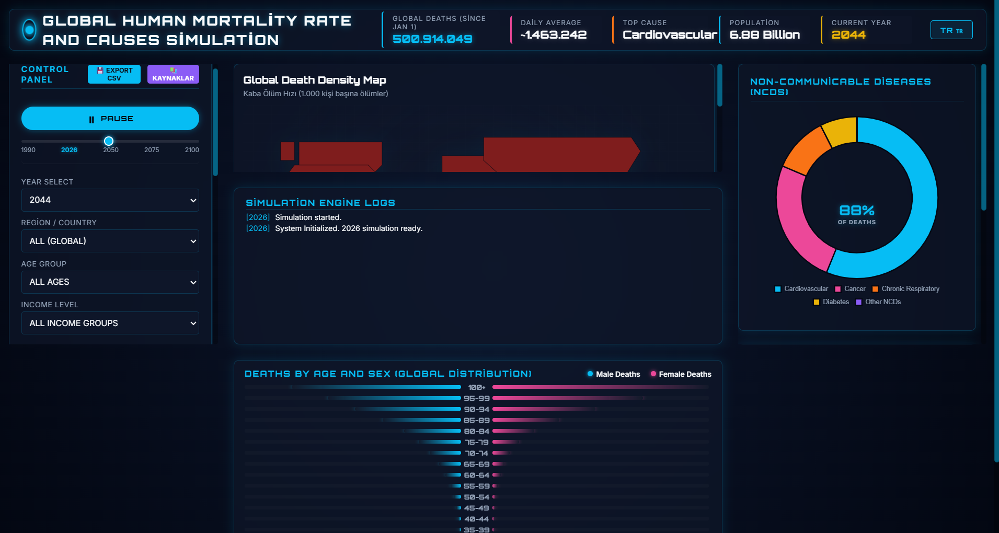 GLOBAL HUMAN MORTALİTY RATE
AND CAUSES SİMULATİON
GLOBAL DEATHS (SİNCE
JAN 1)
500.914.049
DAİLY AVERAGE
~1.463.242
TOP CAUSE
Cardiovascular
POPULATİON
6.88 Billion
CURRENT YEAR
2044
TR TR
CONTROL
PANEL
💾 EXPORT
CSV
KAYNAKLAR
PAUSE
1990 2026 2050 2075 2100
YEAR SELECT
2044
REGİON / COUNTRY
ALL (GLOBAL)
AGE GROUP
ALL AGES
INCOME LEVEL
ALL INCOME GROUPS
Global Death Density Map
Kaba Ölüm Hızı (1.000 kişi başına ölümler)
SİMULATİON ENGİNE LOGS
[2026] Simulation started.
[2026] System Initialized. 2026 simulation ready.
DEATHS BY AGE AND SEX (GLOBAL DİSTRİBUTİON)
Male Deaths Female Deaths
100+
95-99
90-94
85-89
80-84
75-79
70-74
65-69
60-64
55-59
50-54
45-49
40-44
35-39
NON-COMMUNİCABLE DİSEASES
(NCDS)
88%
OF DEATHS
Cardiovascular Cancer Chronic Respiratory
Diabetes Other NCDs